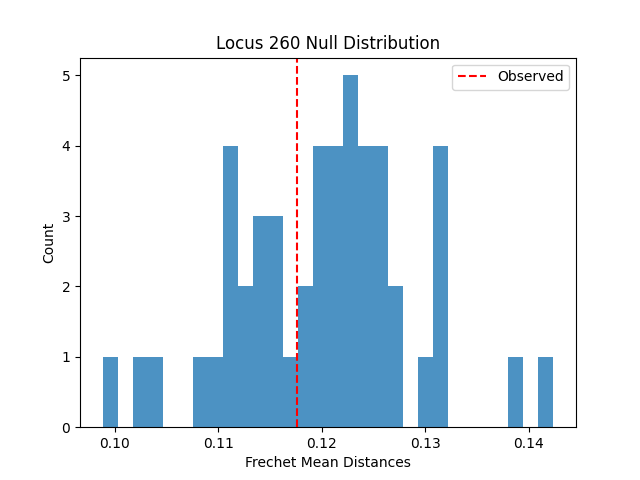 Locus 260 Null Distribution
Observed
5
4
3
2
1
0
Count
0.10 0.11 0.12 0.13 0.14
Frechet Mean Distances